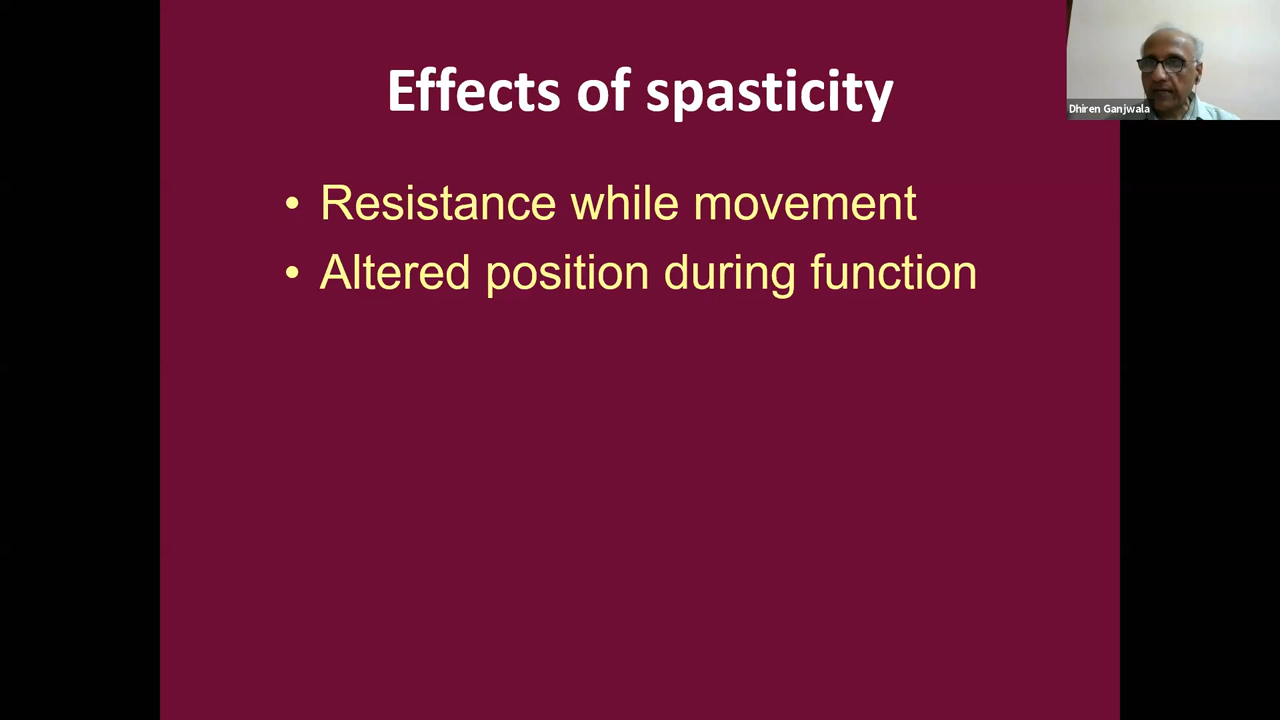 Effects of spasticity
Dhiren Ganjwala
• Resistance while movement
• Altered position during function